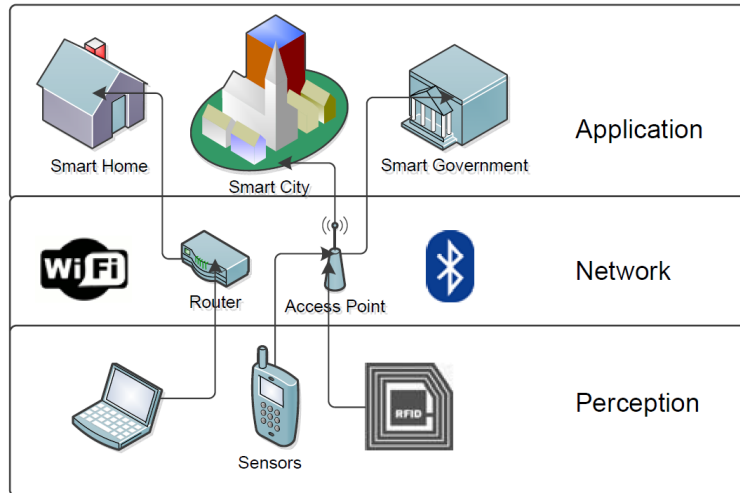 Smart Home
Smart City
Smart Government
Application
WiFi
Router
Access Point
Network
RFID
Sensors
Perception